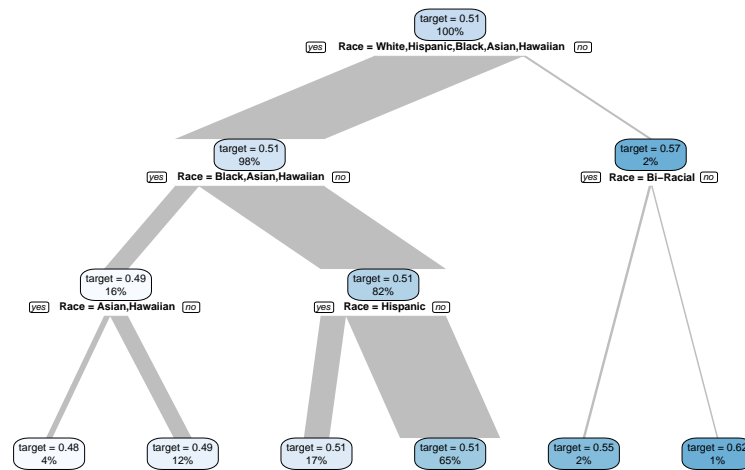 target = 0.51
100%
yes Race = White,Hispanic,Black,Asian,Hawaiian no
target = 0.51
98%
yes Race = Black,Asian,Hawaiian no
target = 0.57
2%
yes Race = Bi−Racial no
target = 0.49
16%
yes Race = Asian,Hawaiian no
target = 0.51
82%
yes Race = Hispanic no
target = 0.48
4%
target = 0.49
12%
target = 0.51
17%
target = 0.51
65%
target = 0.55
2%
target = 0.62
1%